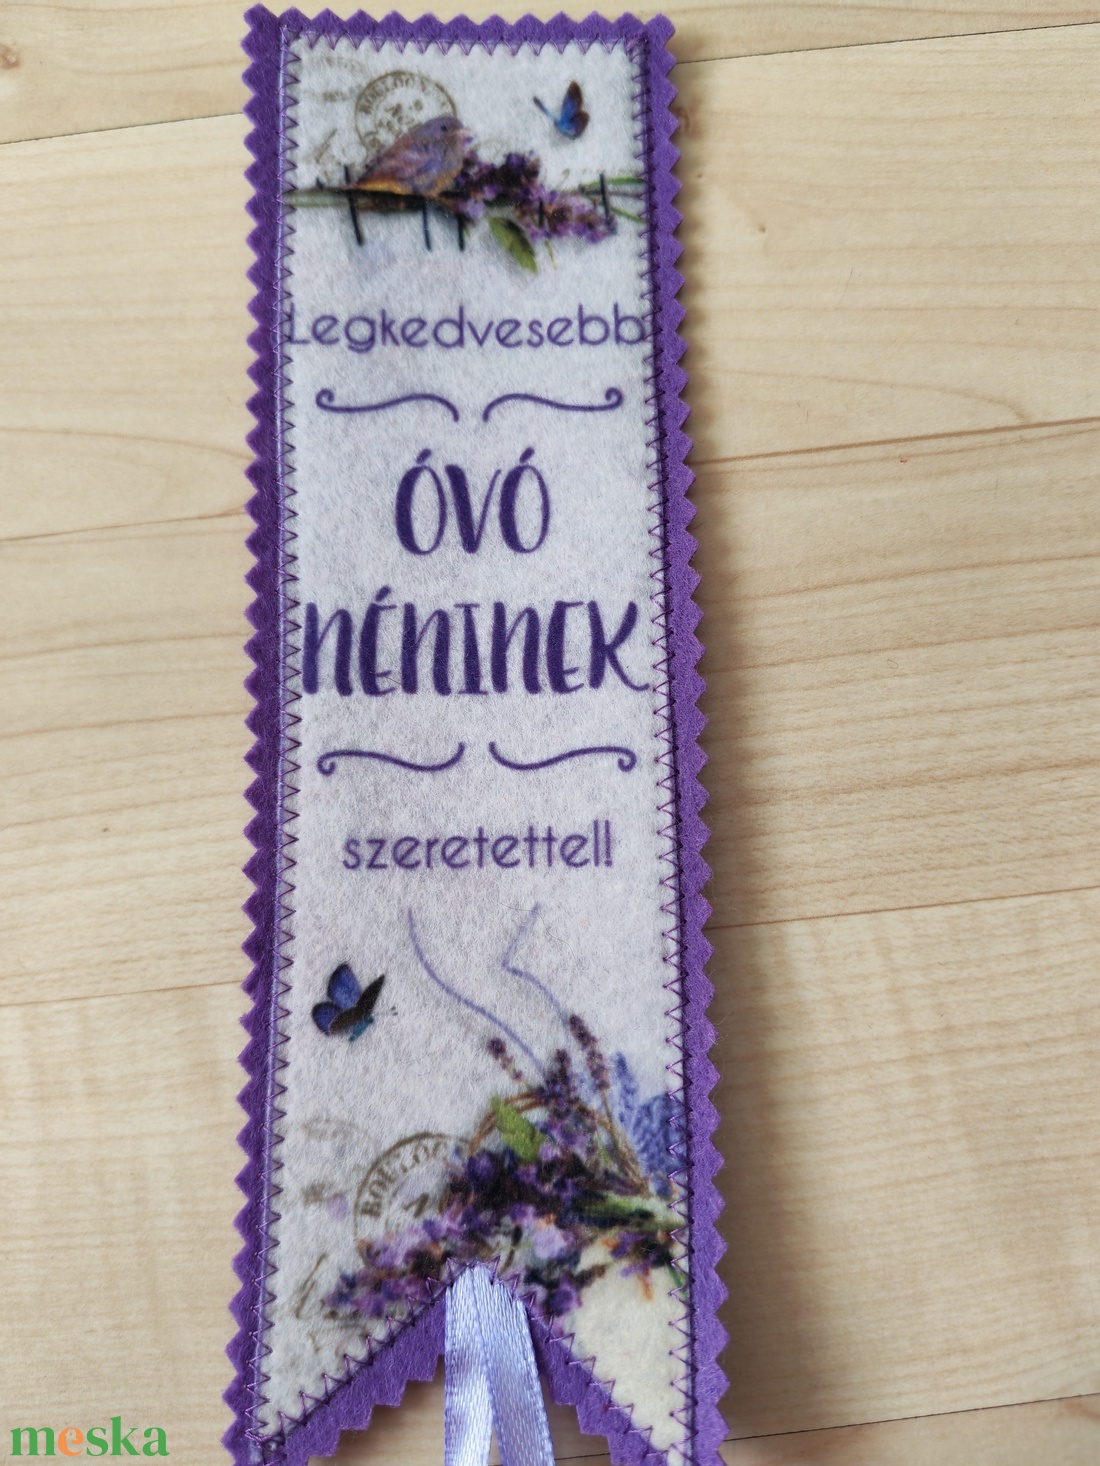 Legkedvesebb
ÓVÓ
NÉNINEK
szeretettel!
meska